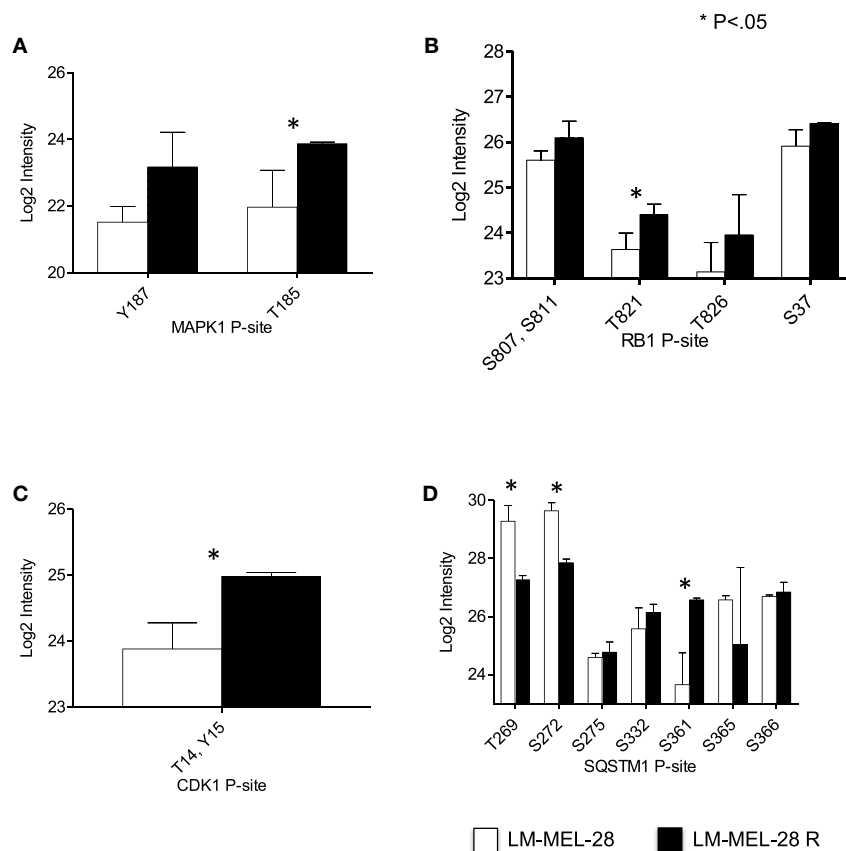 * P<.05
A
26
24
22
20
Log2 Intensity
*
Y187
T185
MAPK1 P-site
B
28
27
26
25
24
23
Log2 Intensity
*
S807, S811
T821
T826
S37
RB1 P-site
C
26
25
24
23
Log2 Intensity
*
T14, Y15
CDK1 P-site
D
30
28
26
24
Log2 Intensity
* * *
T269
S272
S275
S332
S361
S365
S366
SQSTM1 P-site
LM-MEL-28 LM-MEL-28 R